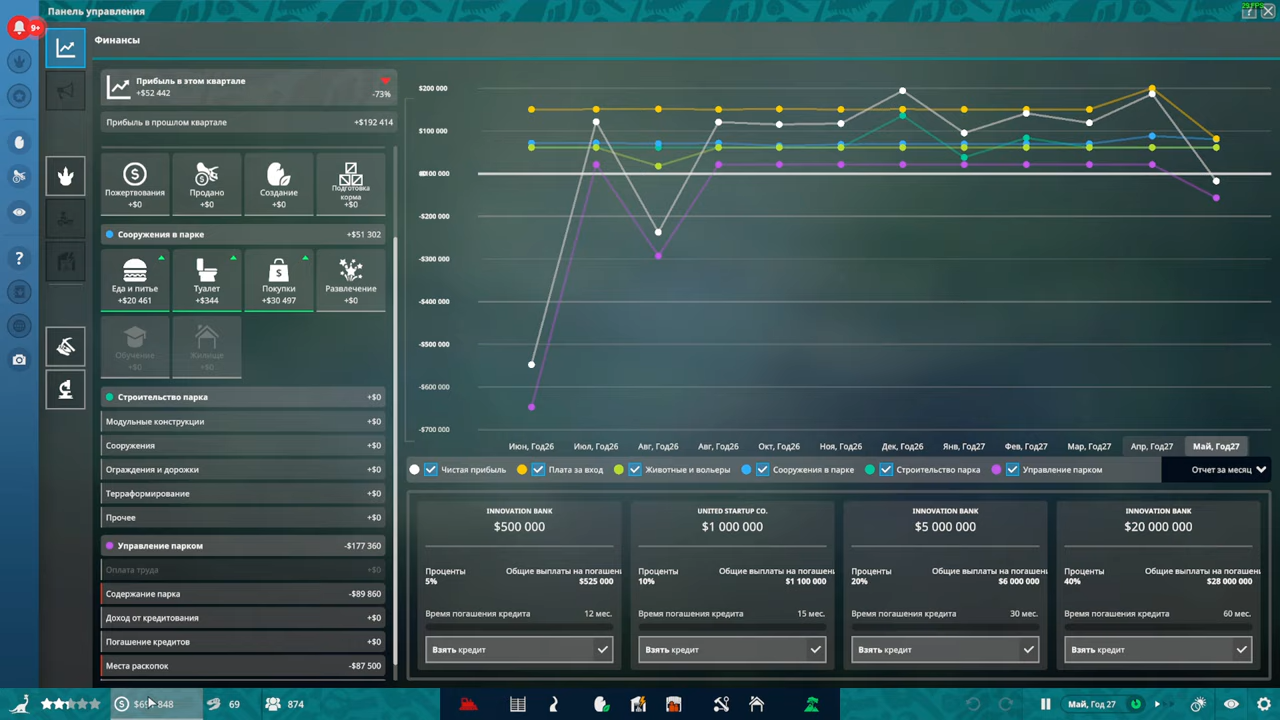 29 FPS
Панель управления
9+
Финансы
Прибыль в этом квартале
+$52 442
-73%
Прибыль в прошлом квартале +$192 414
Пожертвования
+$0
Продано
+$0
Создание
+$0
Подготовка корма
+$0
Сооружения в парке +$51 302
Еда и питье
+$20 461
Туалет
+$344
Покупки
+$30 497
Развлечение
+$0
Обучение
+$0
Жилище
+$0
Строительство парка +$0
Модульные конструкции +$0
Сооружения +$0
Ограждения и дорожки +$0
Терраформирование +$0
Прочее +$0
Управление парком -$177 360
Оплата труда +$0
Содержание парка -$89 860
Доход от кредитования +$0
Погашение кредитов +$0
Места раскопок -$87 500
$200 000
$100 000
-$200 000
-$300 000
-$400 000
-$500 000
-$600 000
-$700 000
Июн, Год26 Июл, Год26 Авг, Год26 Авг, Год26 Окт, Год26 Ноя, Год26 Дек, Год26 Янв, Год27 Фев, Год27 Мар, Год27 Апр, Год27 Май, Год27
Чистая прибыль Плата за вход Животные и вольеры Сооружения в парке Строительство парка Управление парком Отчет за месяц
INNOVATION BANK
$500 000
Проценты Общие выплаты на погашен
5% $525 000
Время погашения кредита 12 мес.
Взять кредит
UNITED STARTUP CO.
$1 000 000
Проценты Общие выплаты на погашен
10% $1 100 000
Время погашения кредита 15 мес.
Взять кредит
INNOVATION BANK
$5 000 000
Проценты Общие выплаты на погашен
20% $6 000 000
Время погашения кредита 30 мес.
Взять кредит
INNOVATION BANK
$20 000 000
Проценты Общие выплаты на погашен
40% $28 000 000
Время погашения кредита 60 мес.
Взять кредит
848
69
874
Май, Год 27